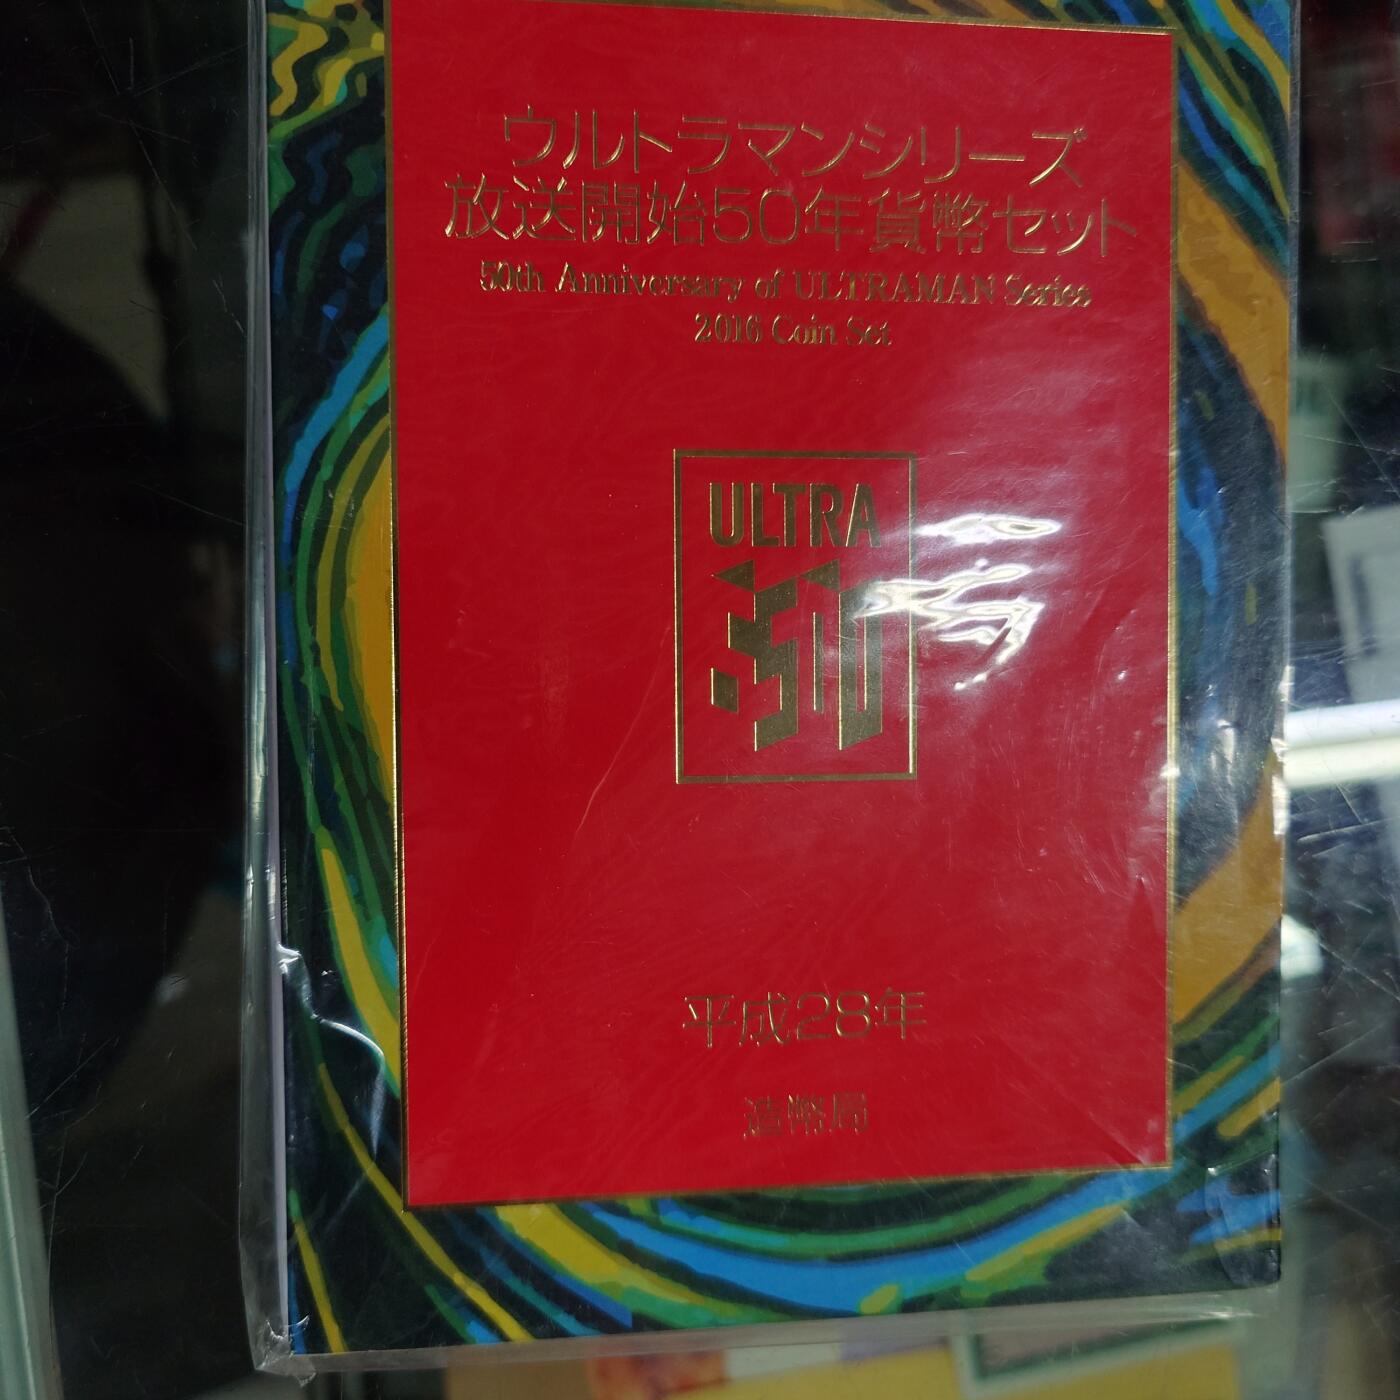 ウルトラマンシリーズ
放送開始50年貨幣セット
50th Anniversary of ULTRAMAN Series
2016 Coin Set
ULTRA
50
平成28年
造幣局